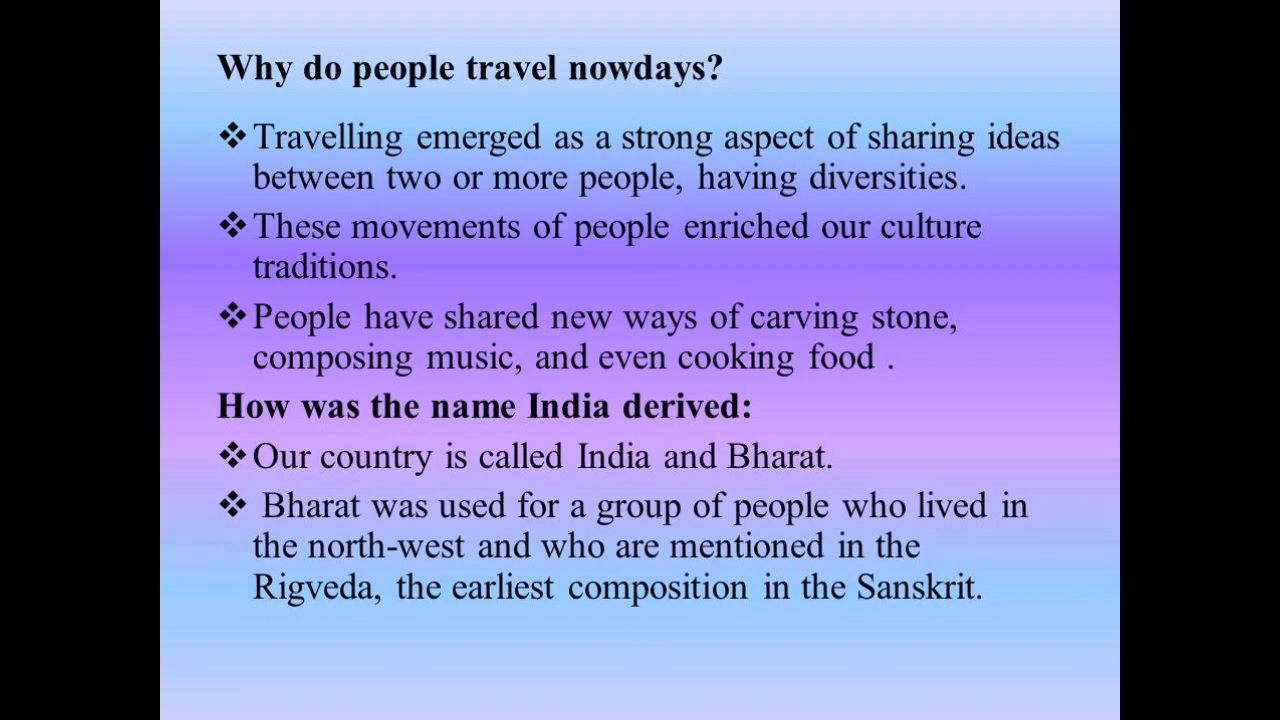 Why do people travel nowdays?
❖Travelling emerged as a strong aspect of sharing ideas
between two or more people, having diversities.
❖These movements of people enriched our culture
traditions.
❖People have shared new ways of carving stone,
composing music, and even cooking food .
How was the name India derived:
❖Our country is called India and Bharat.
❖ Bharat was used for a group of people who lived in
the north-west and who are mentioned in the
Rigveda, the earliest composition in the Sanskrit.